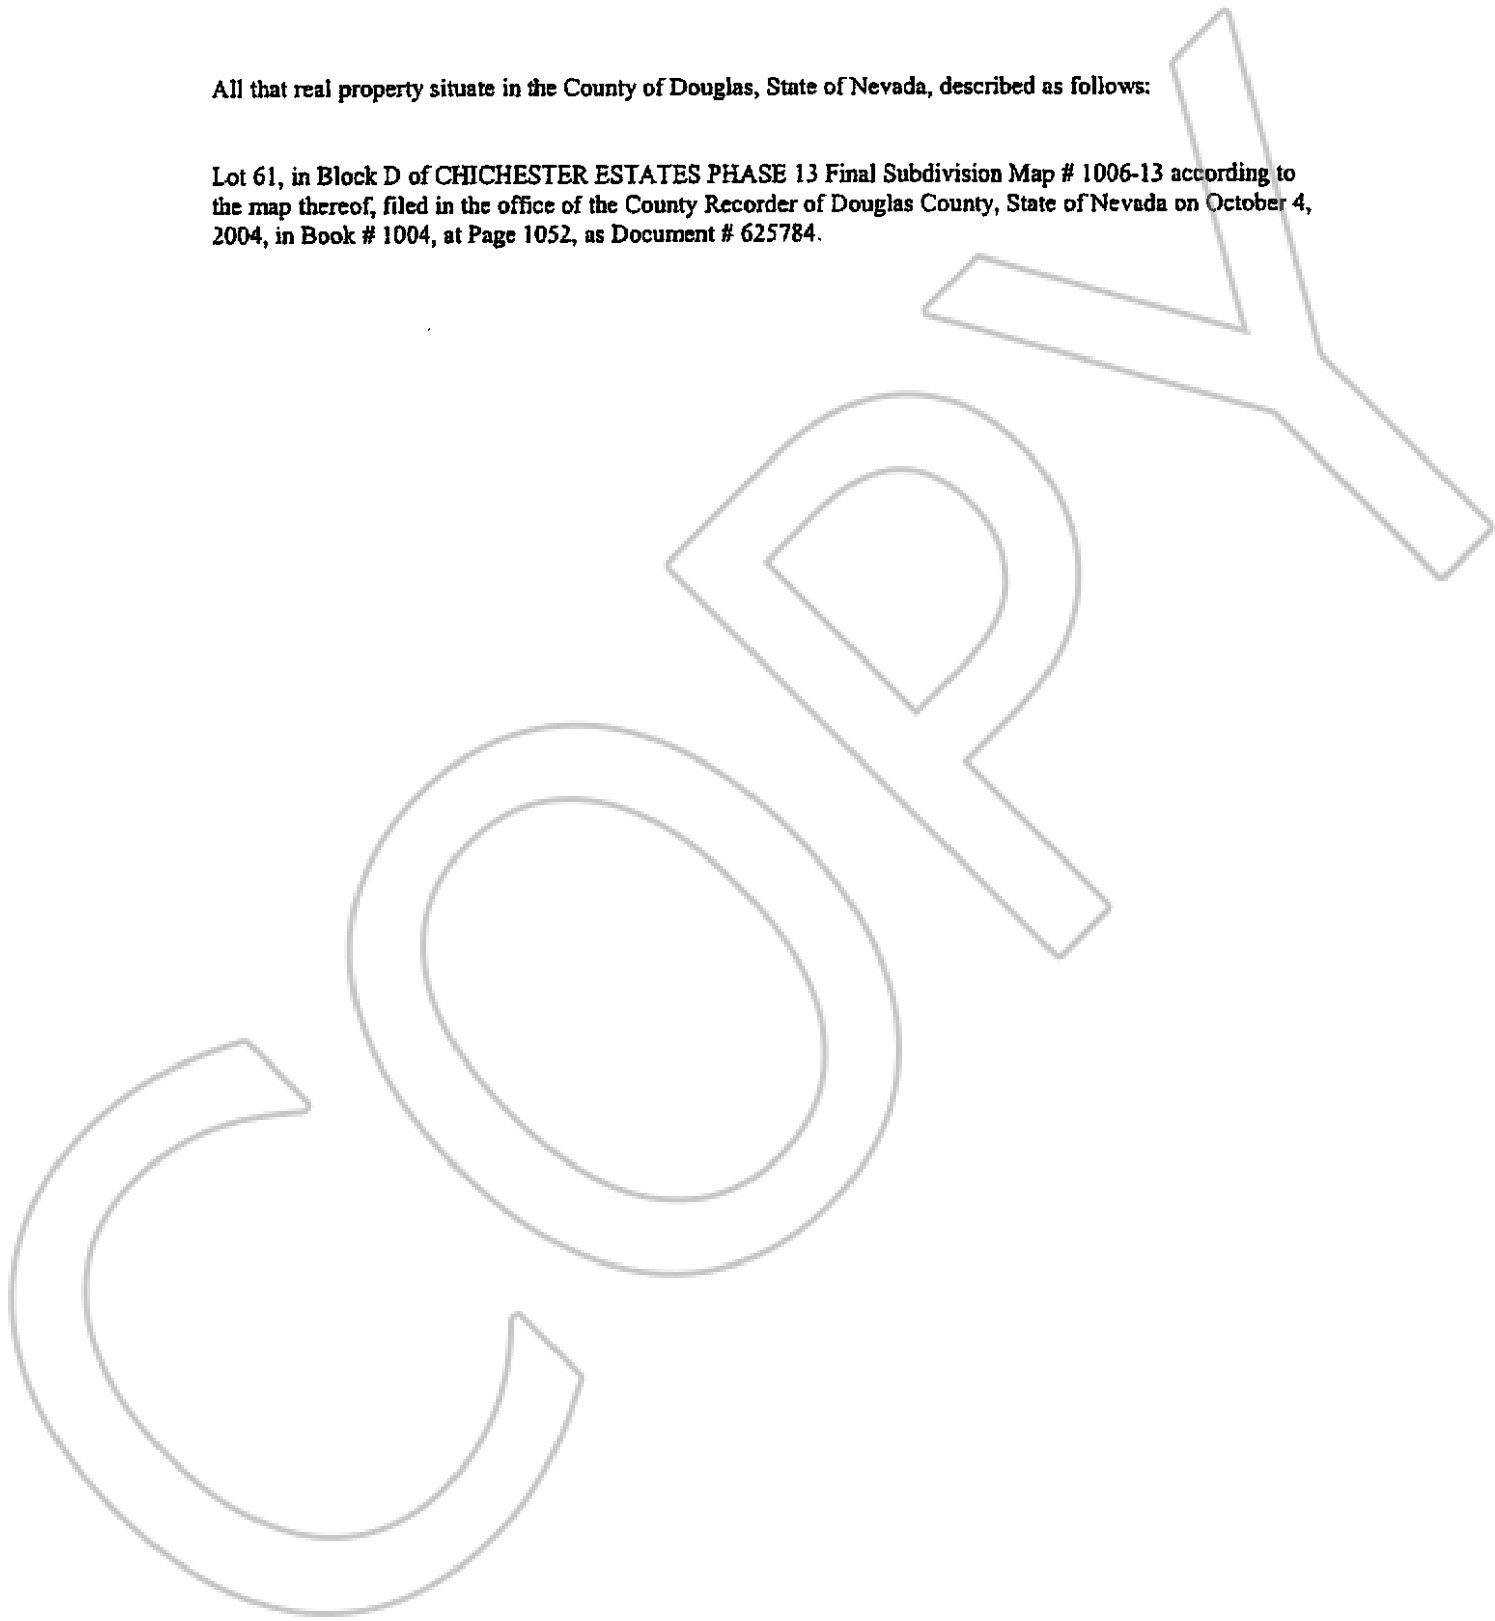 All that real property situate in the County of Douglas, State of Nevada, described as follows:
Lot 61, in Block D of CHICHESTER ESTATES PHASE 13 Final Subdivision Map # 1006-13 according to
the map thereof, filed in the office of the County Recorder of Douglas County, State of Nevada on October 4,
2004, in Book # 1004, at Page 1052, as Document # 625784.
COPY